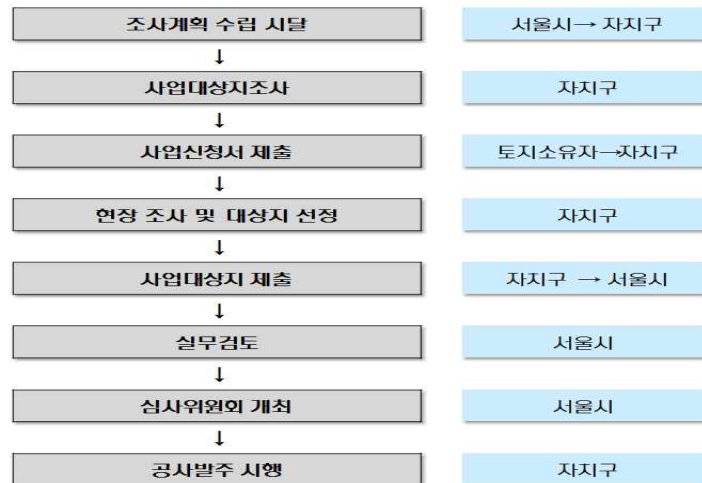 조사계획 수립 시달 서울시→ 자치구
↓
사업대상지조사 자치구
↓
사업신청서 제출 토지소유자→자치구
↓
현장 조사 및 대상지 선정 자치구
↓
사업대상지 제출 자치구 → 서울시
↓
실무검토 서울시
↓
심사위원회 개최 서울시
↓
공사발주 시행 자치구